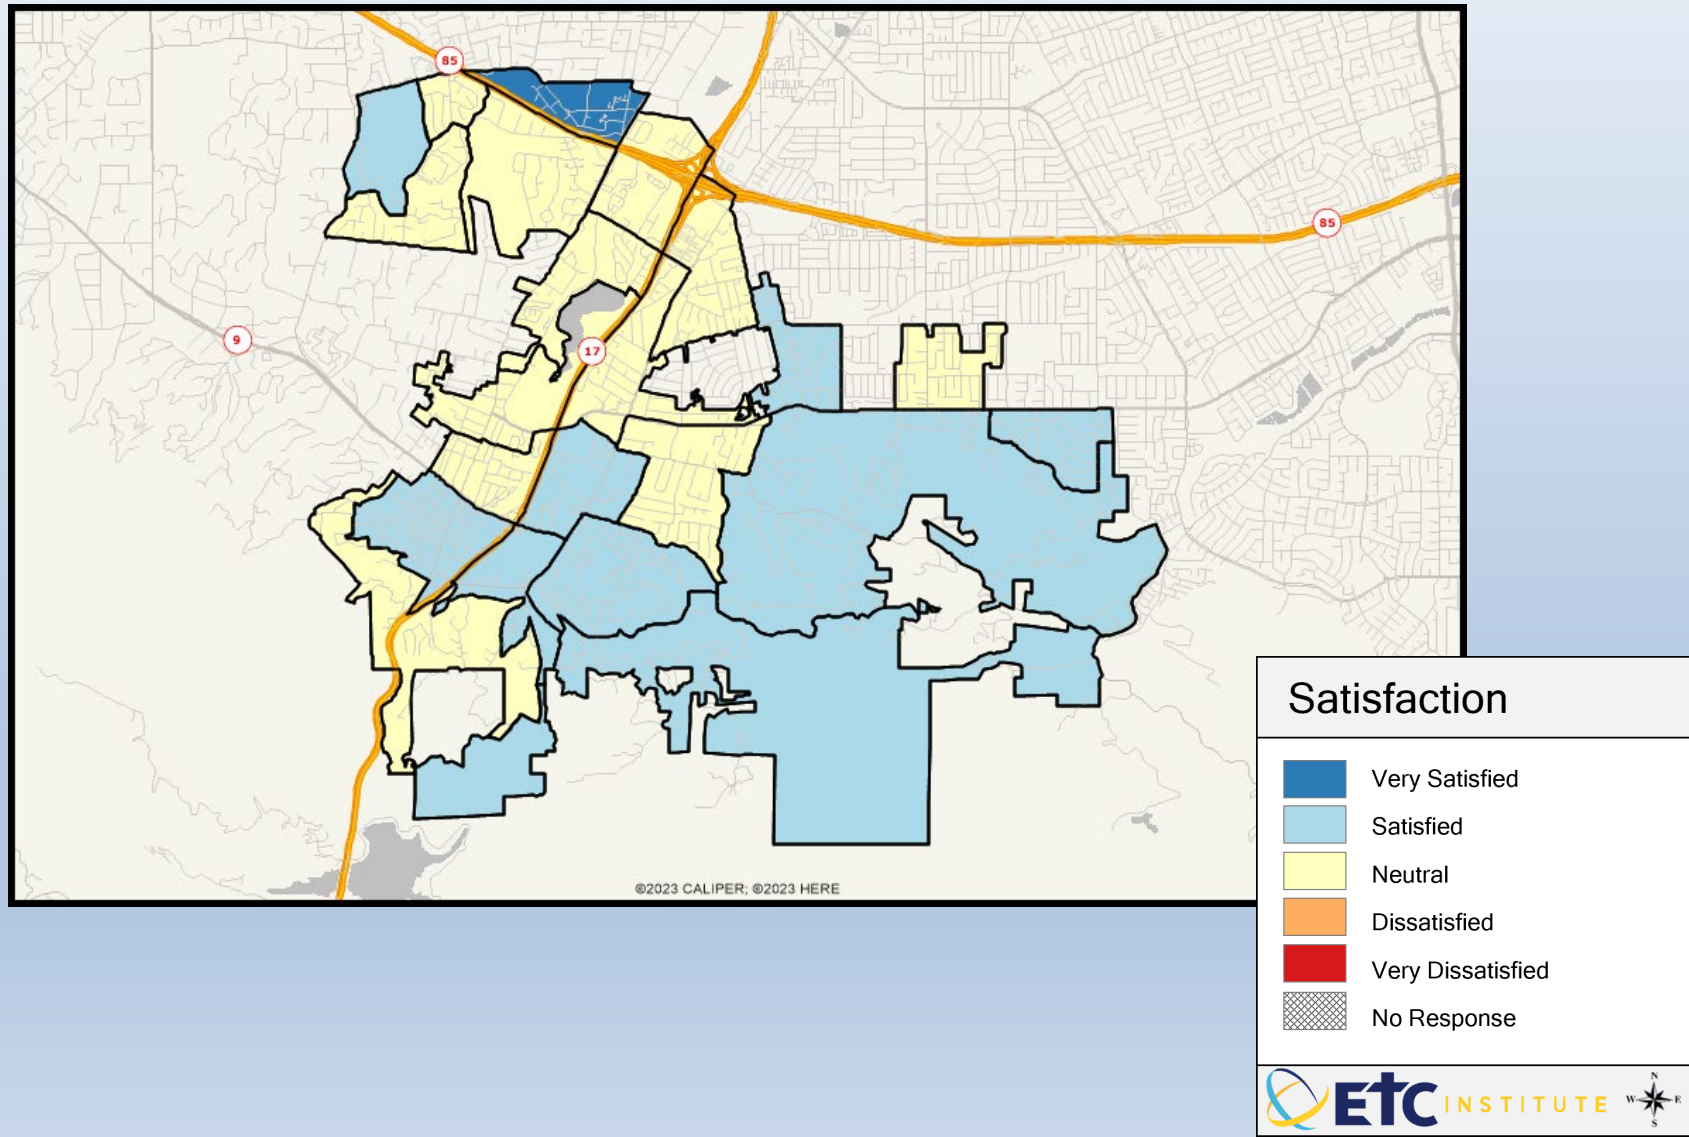 85
85
9
17
©2023 CALIPER; ©2023 HERE
Satisfaction
Very Satisfied
Satisfied
Neutral
Dissatisfied
Very Dissatisfied
No Response
ETC INSTITUTE
N
W E
S